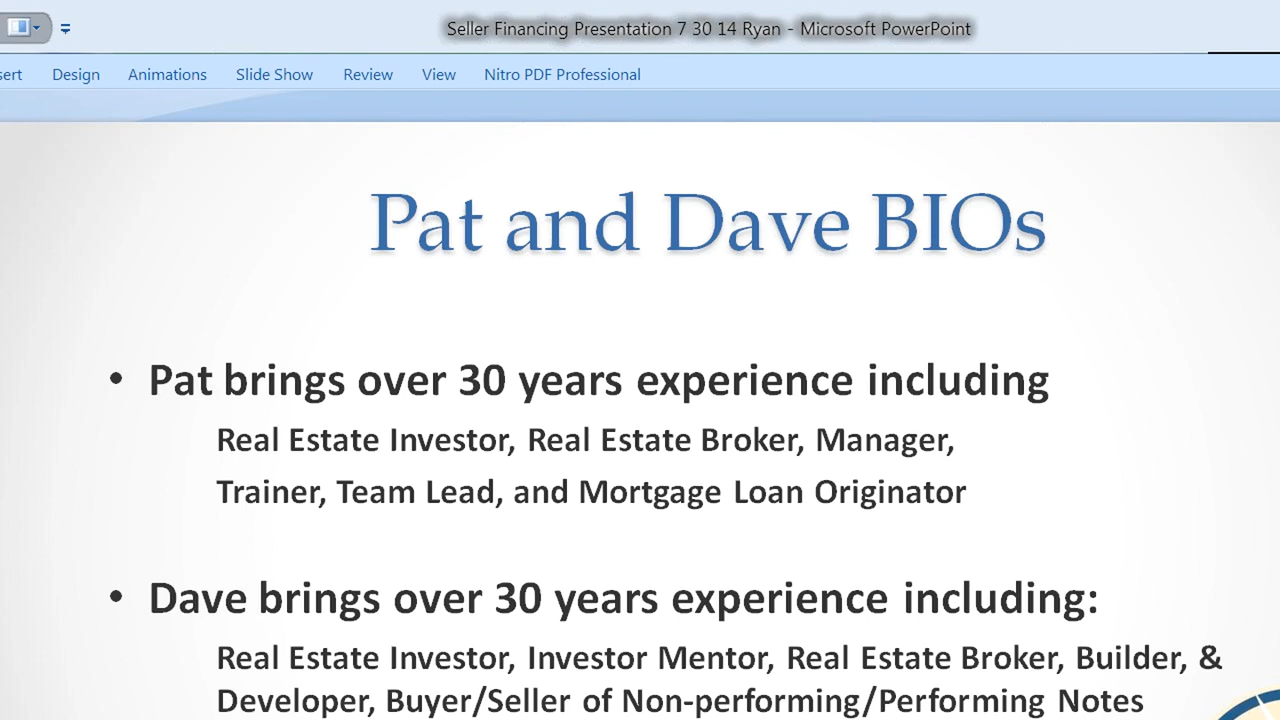 Seller Financing Presentation 7 30 14 Ryan - Microsoft PowerPoint
sert Design Animations Slide Show Review View Nitro PDF Professional
Pat and Dave BIOs
• Pat brings over 30 years experience including
Real Estate Investor, Real Estate Broker, Manager,
Trainer, Team Lead, and Mortgage Loan Originator
• Dave brings over 30 years experience including:
Real Estate Investor, Investor Mentor, Real Estate Broker, Builder, &
Developer, Buyer/Seller of Non-performing/Performing Notes